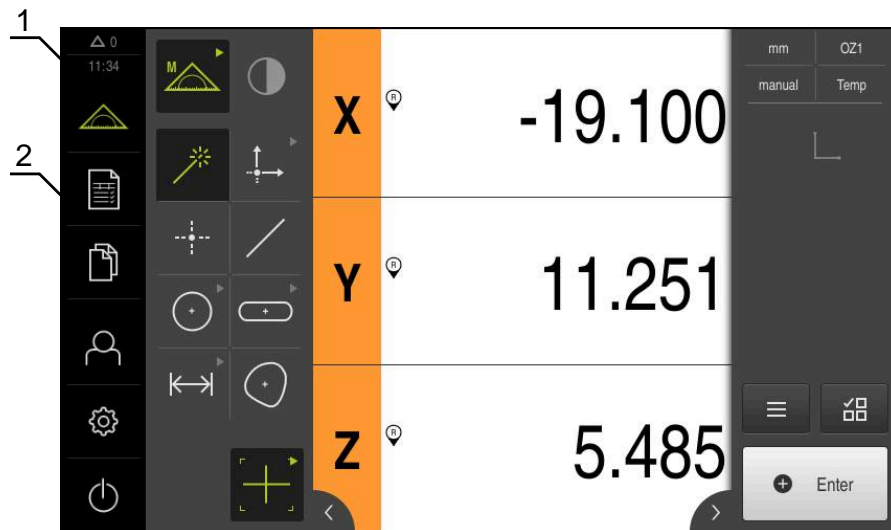 1
0
11:34
2
M
X R -19.100
Y R 11.251
Z R 5.485
mm OZ1
manual Temp
Enter